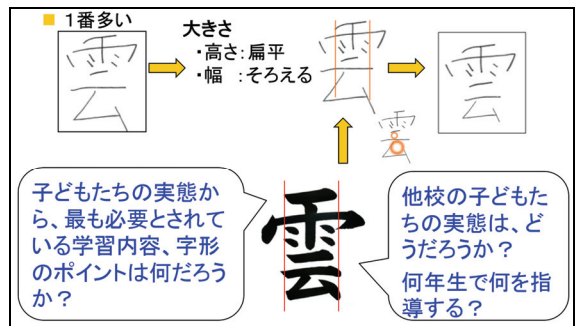 ■ １番多い
雲
大きさ
・高さ：扁平
・幅　：そろえる
雲
雲
雲
子どもたちの実態か
ら、最も必要とされて
いる学習内容、字形
のポイントは何だろう
か？
雲
他校の子どもた
ちの実態は、ど
うだろうか？
何年生で何を指
導する？